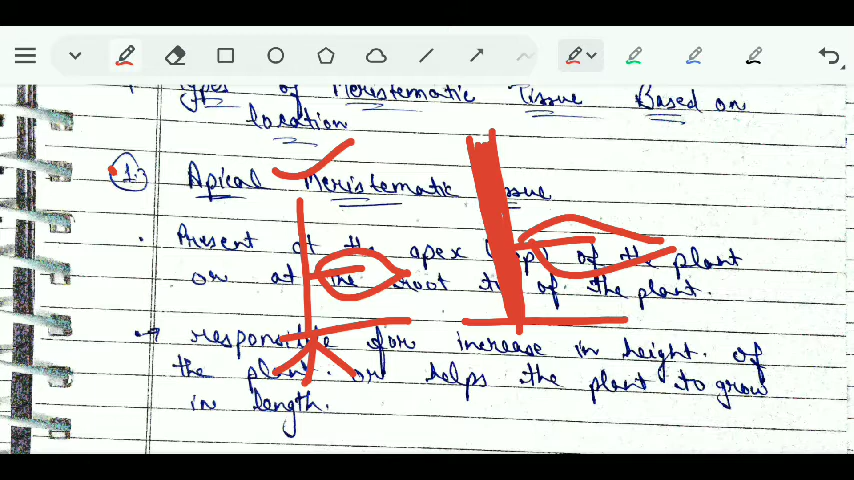 Types of Meristematic Tissue Based on
location
1. Apical Meristematic Tissue
Present at the apex (top) of the plant
or at the root tip of the plant.
→ responsible for increase in height. of
the plant. or helps the plant to grow
in length.